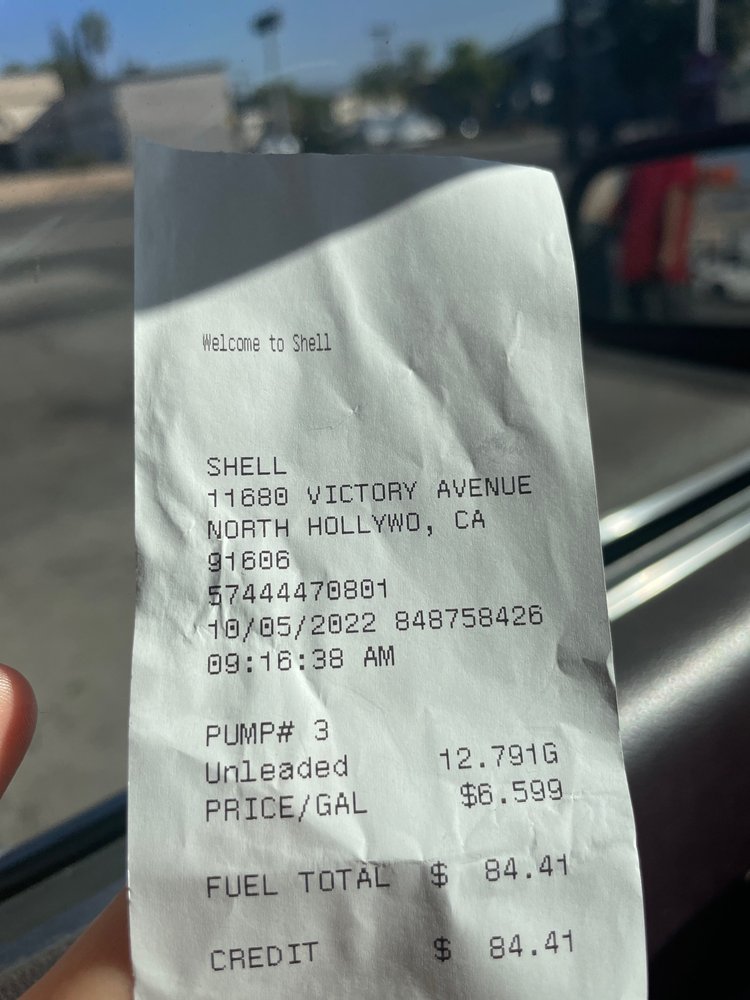 Welcome to Shell
SHELL
11680 VICTORY AVENUE
NORTH HOLLYWO, CA
91606
57444470801
10/05/2022 848758426
09:16:38 AM
PUMP# 3
Unleaded 12.791G
PRICE/GAL $6.599
FUEL TOTAL $ 84.41
CREDIT $ 84.41